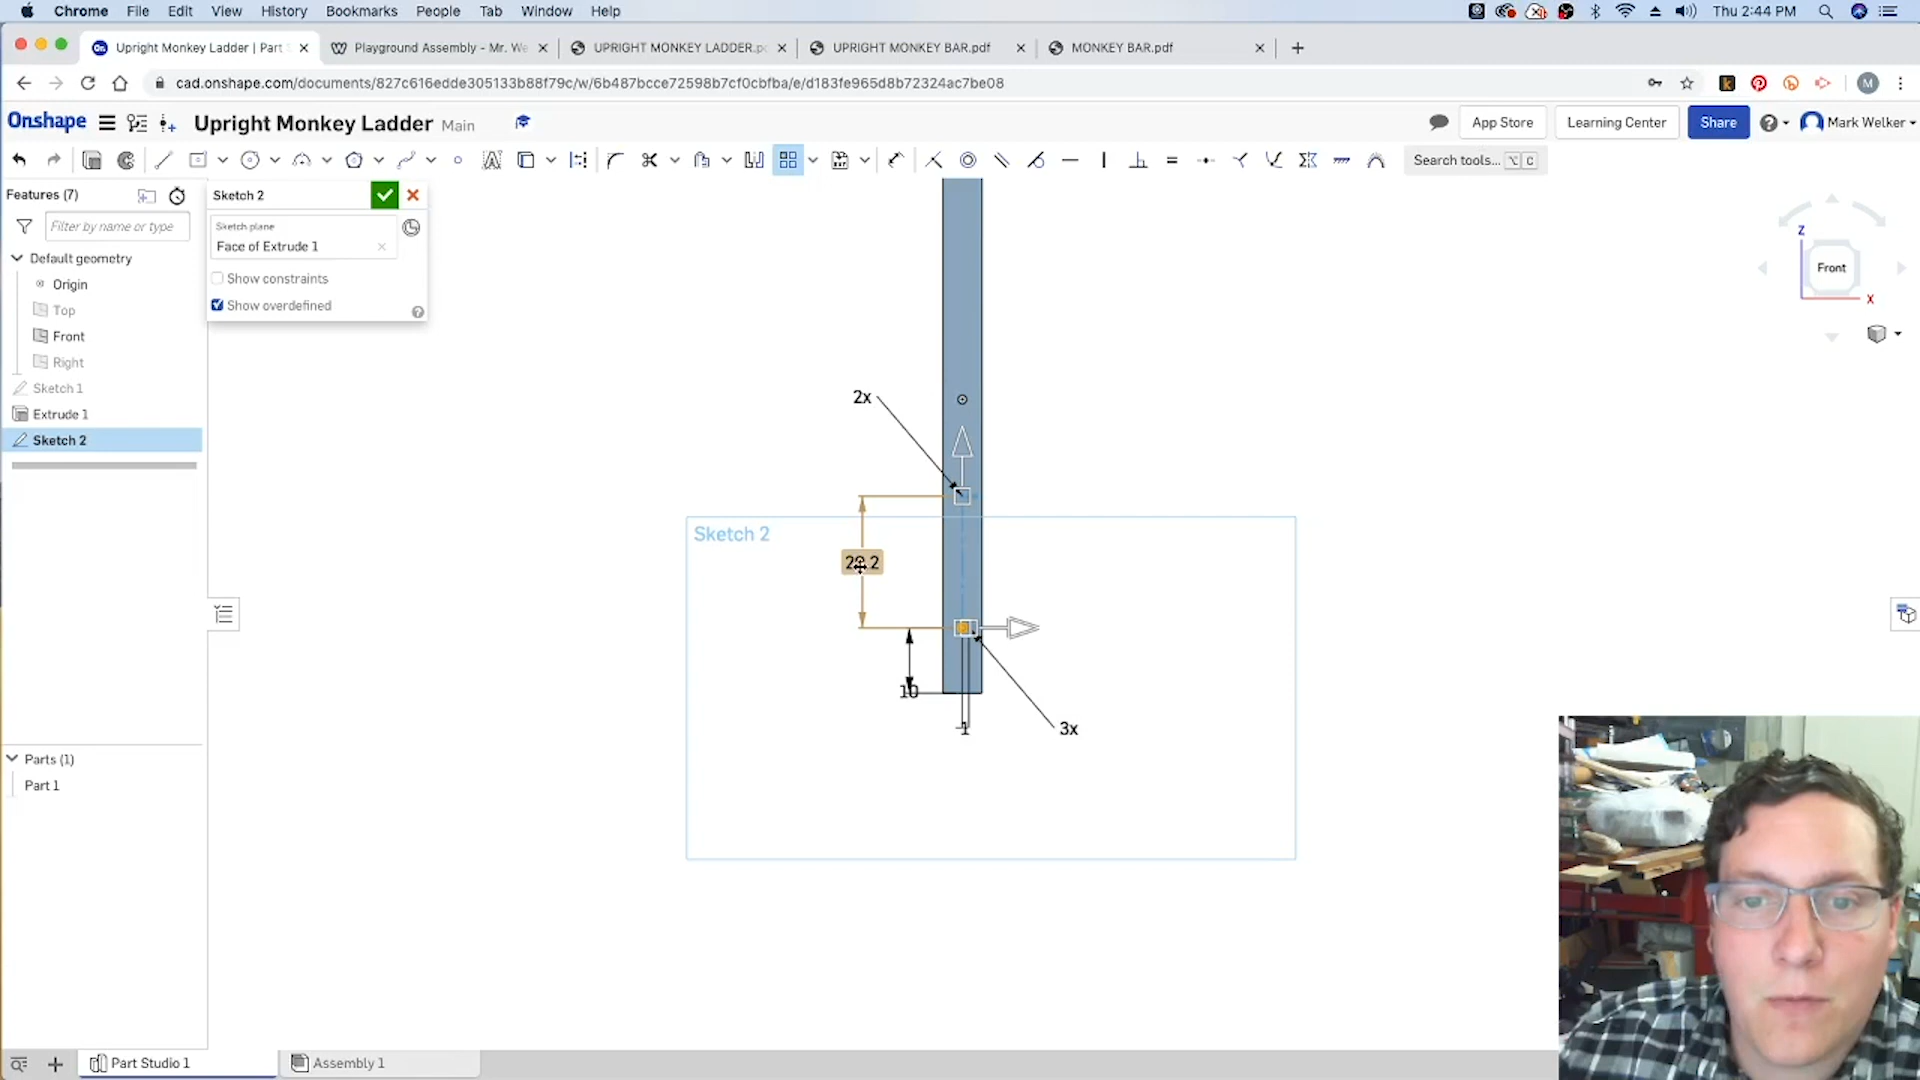 Chrome File Edit View History Bookmarks People Tab Window Help Thu 2:44 PM
Upright Monkey Ladder | Part Playground Assembly - Mr. We UPRIGHT MONKEY LADDER.p UPRIGHT MONKEY BAR.pdf MONKEY BAR.pdf
cad.onshape.com/documents/827c616edde305133b88f79c/w/6b487bcce72598b7cf0cbfba/e/d183fe965d8b72324ac7be08 M
Onshape Upright Monkey Ladder Main App Store Learning Center Share Mark Welker
Search tools... C
Features (7)
Filter by name or type
Default geometry
Origin
Top
Front
Right
Sketch 1
Extrude 1
Sketch 2
Sketch 2
Sketch plane
Face of Extrude 1
Show constraints
Show overdefined
Z
Front
X
2x
Sketch 2
10
1
3x
Parts (1)
Part 1
Part Studio 1 Assembly 1